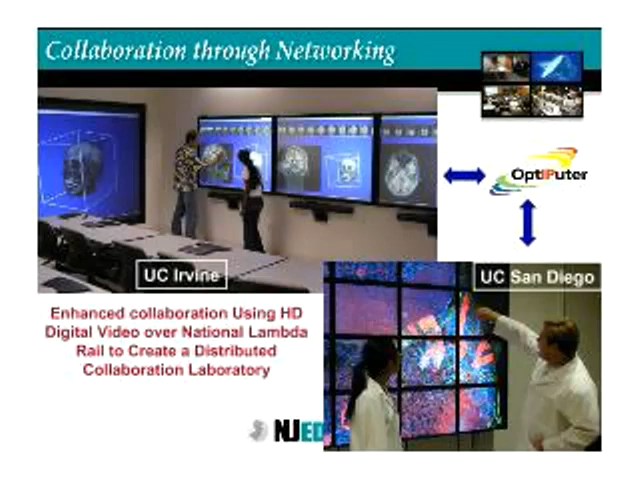 Collaboration through Networking
OptIPuter
UC Irvine
UC San Diego
Enhanced collaboration Using HD
Digital Video over National Lambda
Rail to Create a Distributed
Collaboration Laboratory
NJED